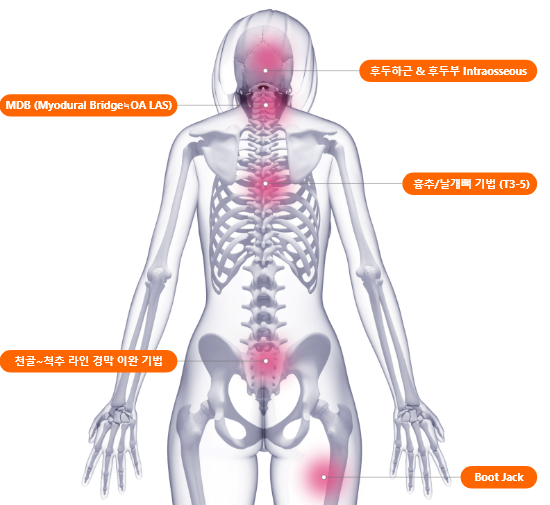 후두하근 & 후두부 Intraosseous
MDB (Myodural Bridge≒OA LAS)
흉추/날개뼈 기법 (T3-5)
천골~척추 라인 경막 이완 기법
Boot Jack